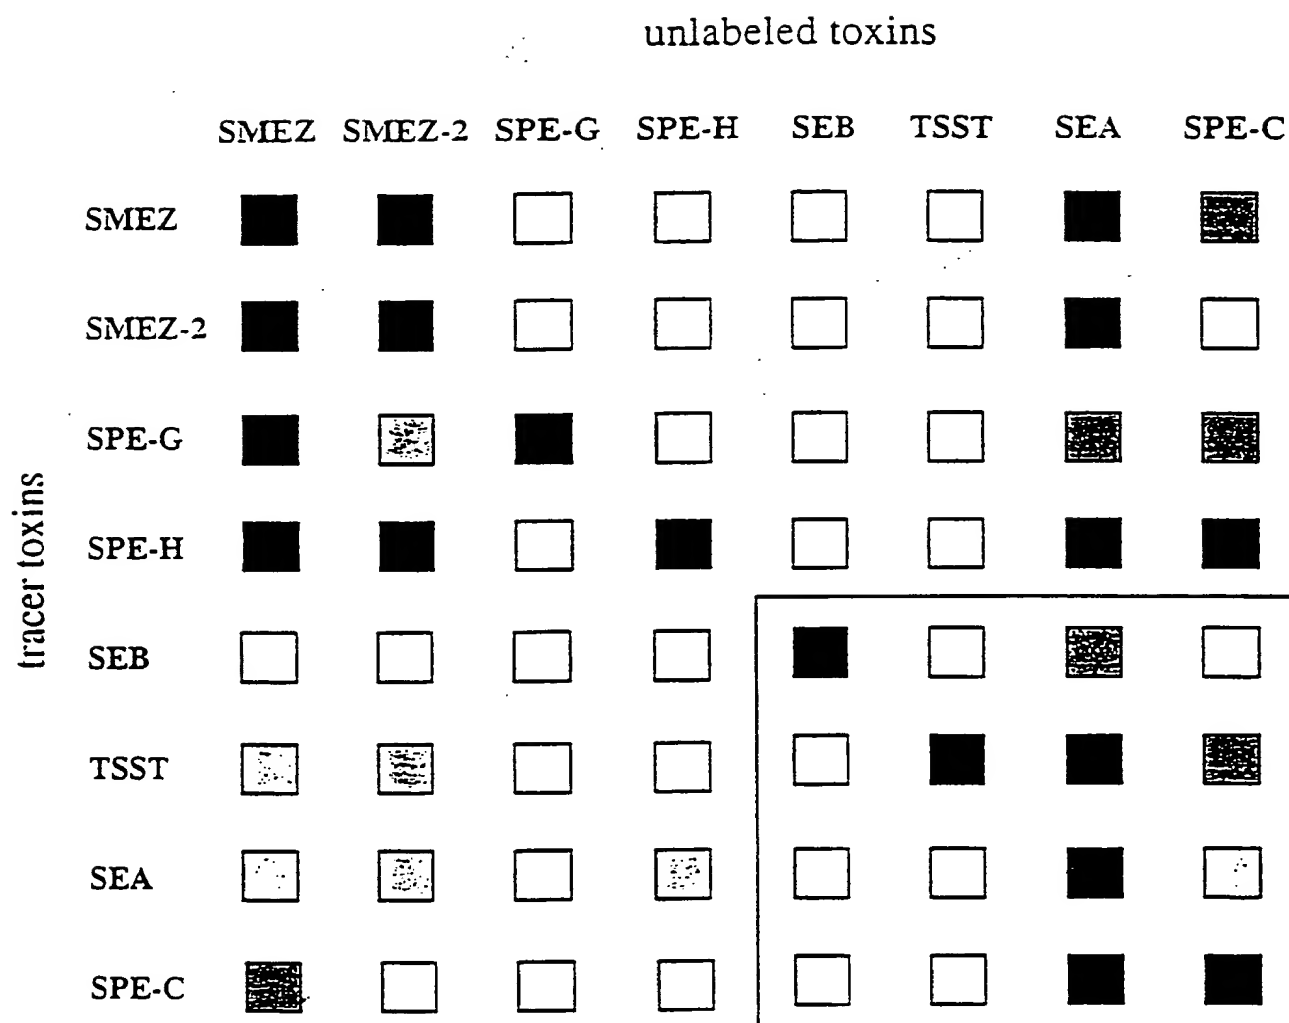 unlabeled toxins
SMEZ SMEZ-2 SPE-G SPE-H SEB TSST SEA SPE-C
SMEZ
SMEZ-2
SPE-G
SPE-H
SEB
TSST
SEA
SPE-C
tracer toxins